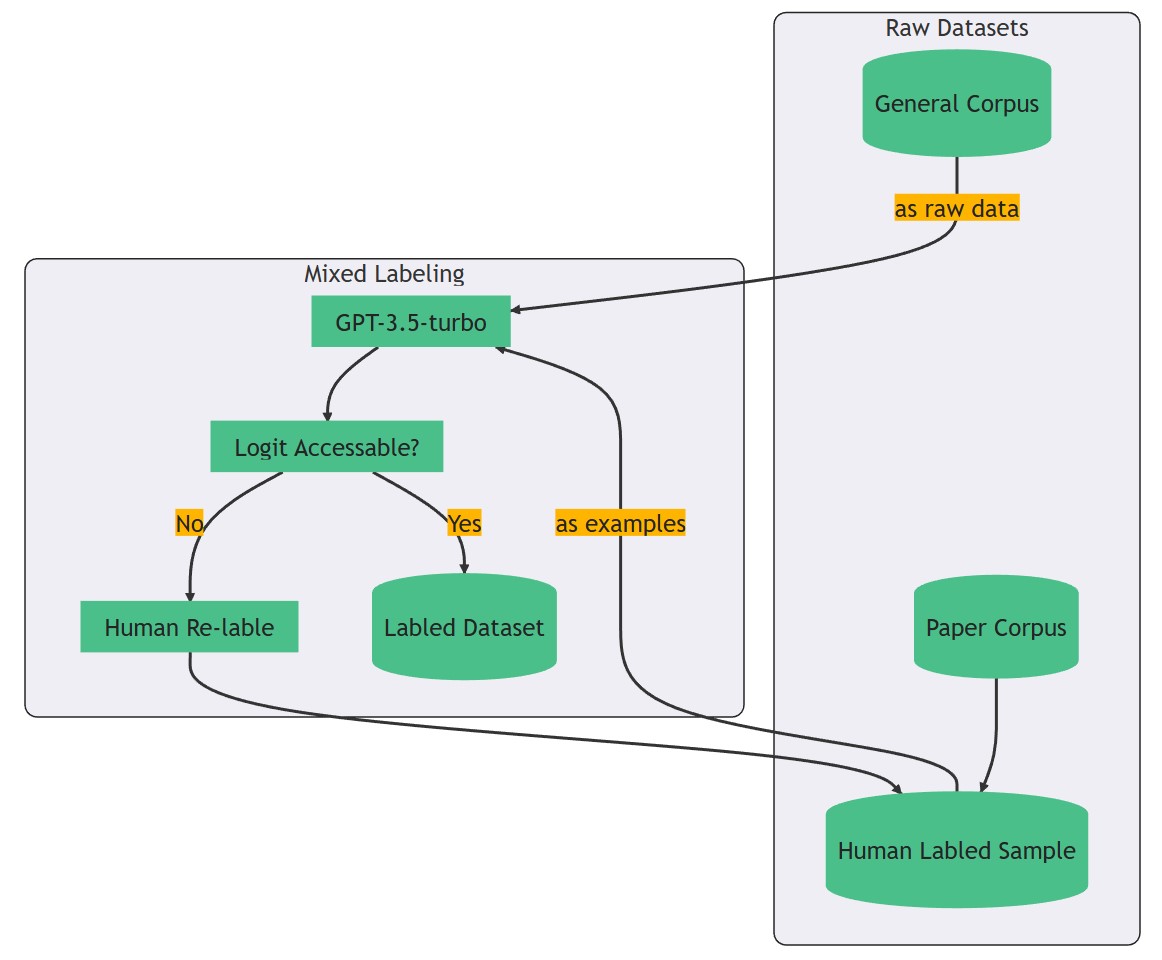 Raw Datasets
General Corpus
as raw data
Mixed Labeling
GPT-3.5-turbo
Logit Accessable?
No
Yes
as examples
Human Re-lable
Labled Dataset
Paper Corpus
Human Labled Sample